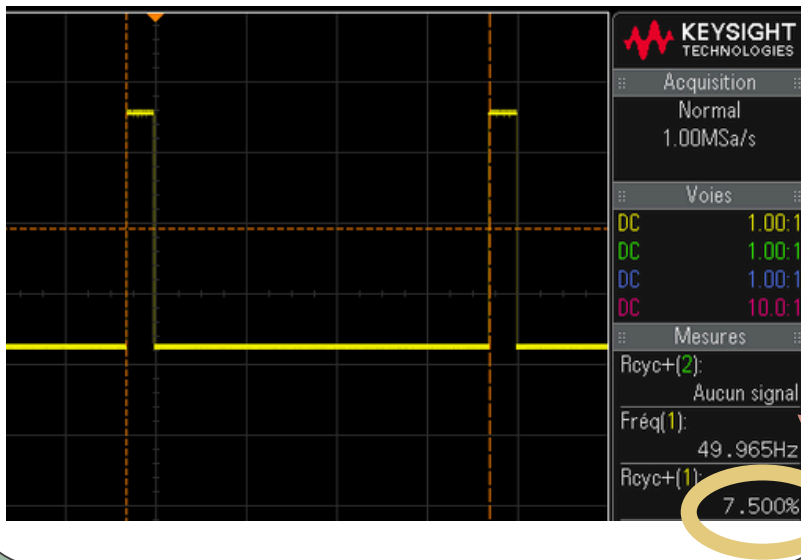 KEYSIGHT
TECHNOLOGIES
Acquisition
Normal
1.00MSa/s
Voies
DC 1.00:1
DC 1.00:1
DC 1.00:1
DC 10.0:1
Mesures
Rcyc+(2):
Aucun signal
Fréq(1):
49.965Hz
Rcyc+(1):
7.500%